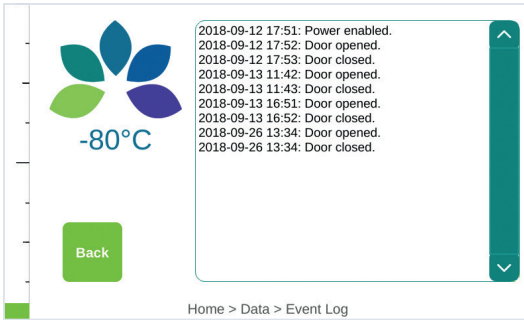 2018-09-12 17:51: Power enabled.
2018-09-12 17:52: Door opened.
2018-09-12 17:53: Door closed.
2018-09-13 11:42: Door opened.
2018-09-13 11:43: Door closed.
2018-09-13 16:51: Door opened.
2018-09-13 16:52: Door closed.
2018-09-26 13:34: Door opened.
2018-09-26 13:34: Door closed.
-80°C
Back
Home > Data > Event Log